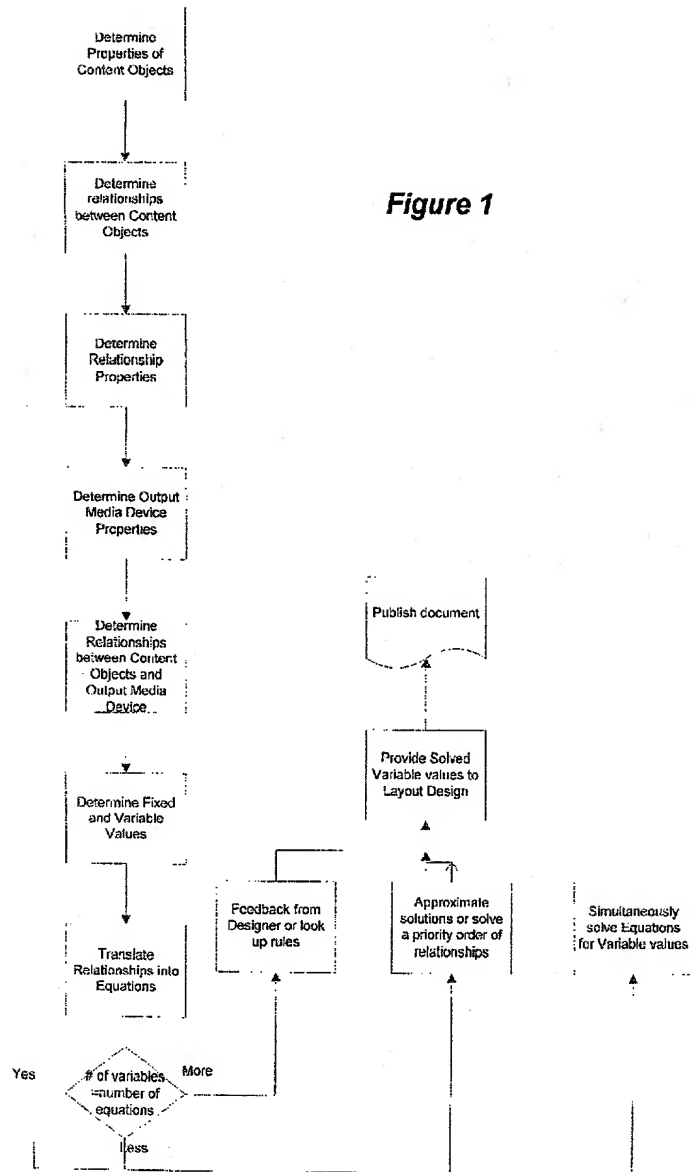 Determine
Properties of
Content Objects
Figure 1
Determine
relationships
between Content
Objects
Determine
Relationship
Properties
Determine Output
Media Device
Properties
Determine
Relationships
between Content
Objects and
Output Media
Device
Publish document
Provide Solved
Variable values to
Layout Design
Determine Fixed
and Variable
Values
Feedback from
Designer or look
up rules
Approximate
solutions or solve
a priority order of
relationships
Simultaneously
solve Equations
for Variable values
Translate
Relationships into
Equations
Yes
# of variables
=number of
equations
More
Less